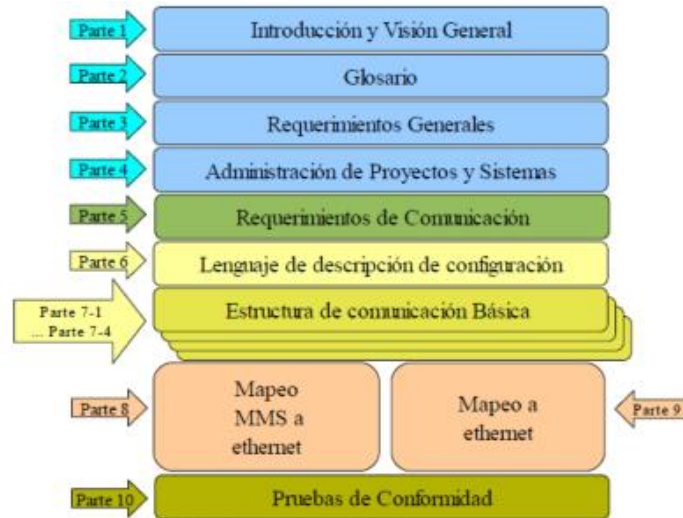 Parte 1
Introducción y Visión General
Parte 2
Glosario
Parte 3
Requerimientos Generales
Parte 4
Administración de Proyectos y Sistemas
Parte 5
Requerimientos de Comunicación
Parte 6
Lenguaje de descripción de configuración
Parte 7-1
... Parte 7-4
Estructura de comunicación Básica
Parte 8
Mapeo
MMS a
ethernet
Mapeo a
ethernet
Parte 9
Parte 10
Pruebas de Conformidad